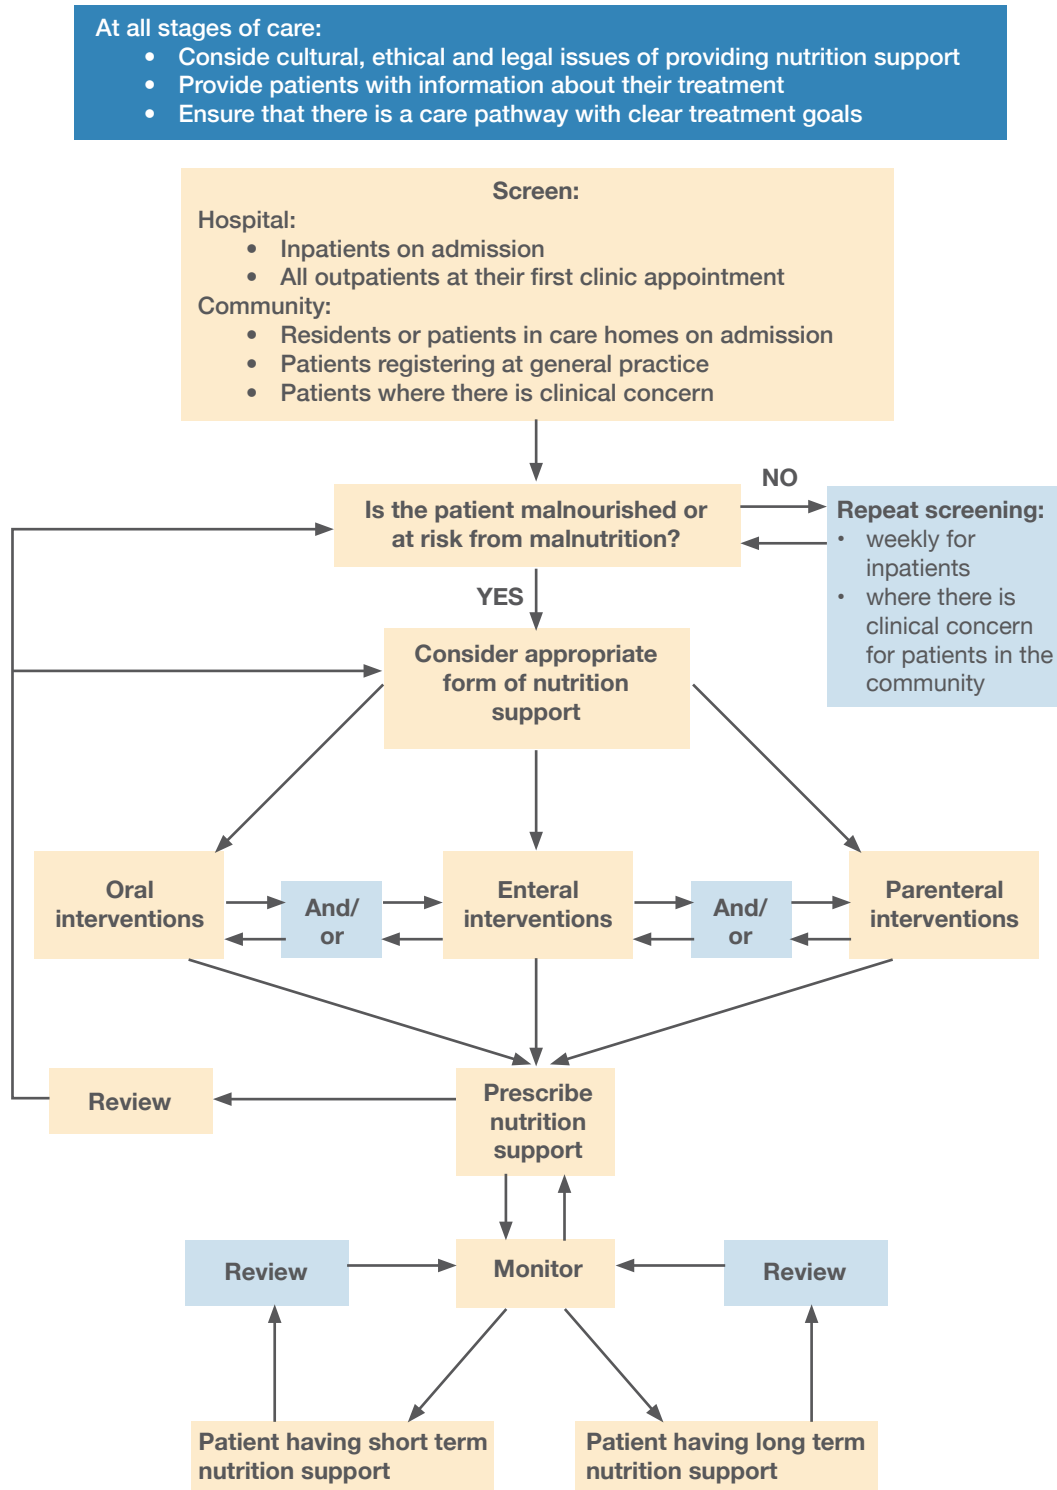 At all stages of care:
• Conside cultural, ethical and legal issues of providing nutrition support
• Provide patients with information about their treatment
• Ensure that there is a care pathway with clear treatment goals
Screen:
Hospital:
• Inpatients on admission
• All outpatients at their first clinic appointment
Community:
• Residents or patients in care homes on admission
• Patients registering at general practice
• Patients where there is clinical concern
Is the patient malnourished or
at risk from malnutrition?
NO
Repeat screening:
• weekly for
inpatients
• where there is
clinical concern
for patients in the
community
YES
Consider appropriate
form of nutrition
support
Oral
interventions
And/
or
Enteral
interventions
And/
or
Parenteral
interventions
Review
Prescribe
nutrition
support
Review
Monitor
Review
Patient having short term
nutrition support
Patient having long term
nutrition support